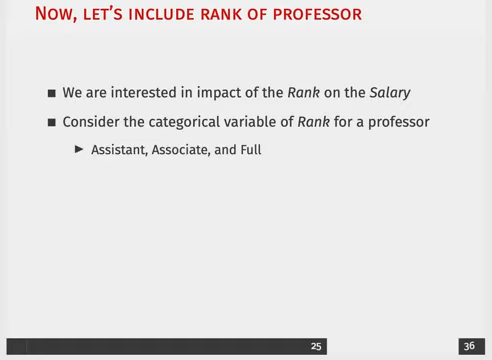 Now, let's include rank of professor
■ We are interested in impact of the Rank on the Salary
■ Consider the categorical variable of Rank for a professor
► Assistant, Associate, and Full
25
36